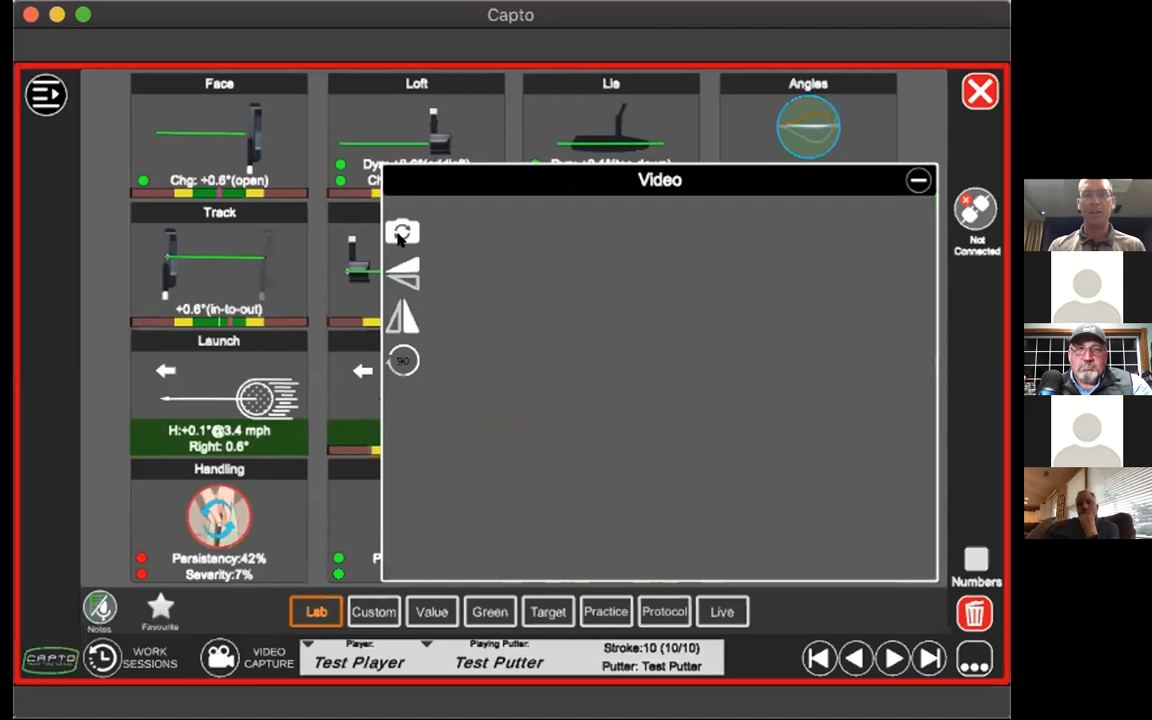 Capto
Face
Loft
Lie
Angles
Chg: +0.6°(open)
Video
Track
Not
Connected
+0.6°(in-to-out)
90
Launch
H:+0.1°@3.4 mph
Right: 0.6°
Handling
Persistency:42%
Severity:7%
Numbers
Notes
Favourite
Lab
Custom
Value
Green
Target
Practice
Protocol
Live
CAPTO
WORK
SESSIONS
VIDEO
CAPTURE
Player:
Test Player
Playing Putter:
Test Putter
Stroke:10 (10/10)
Putter: Test Putter